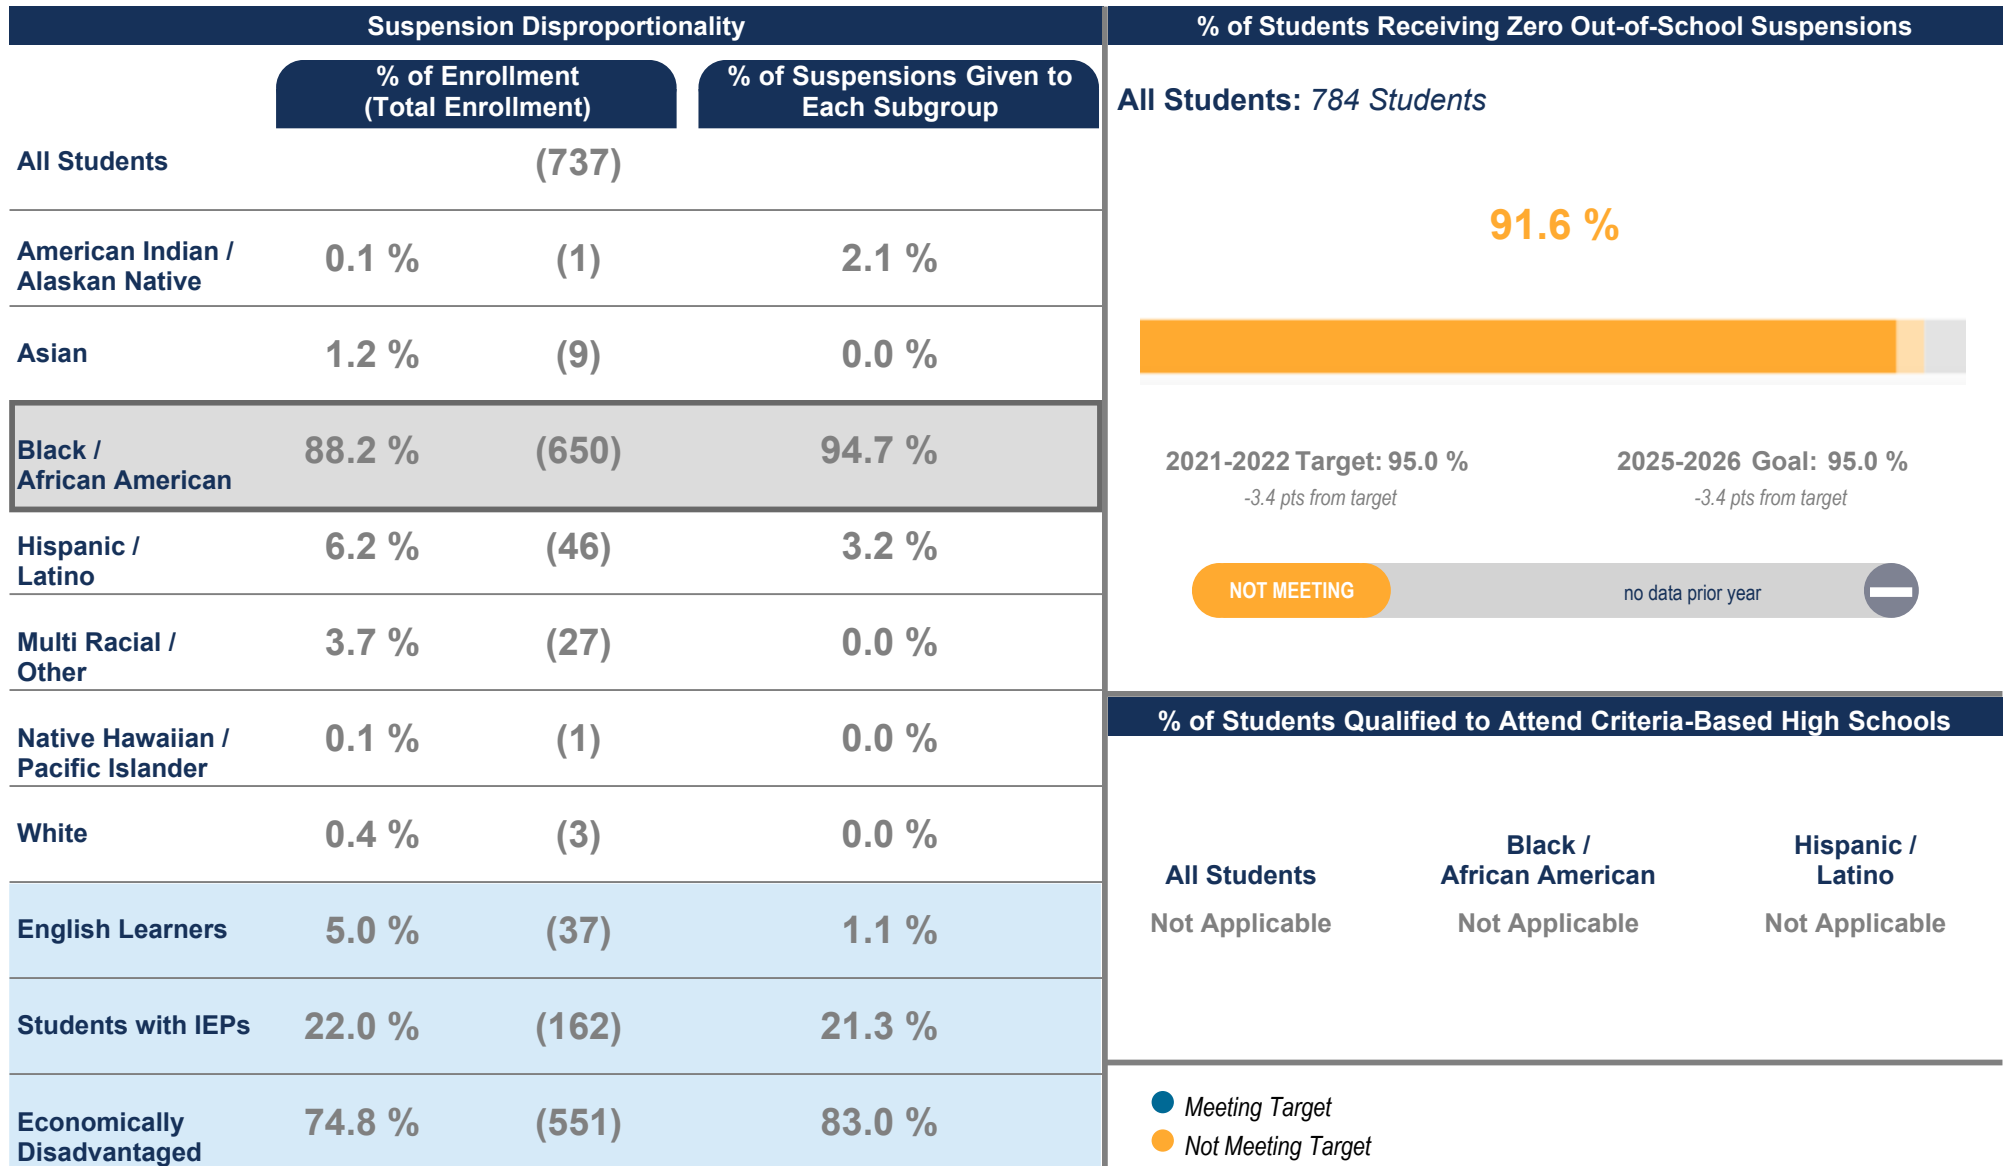 Suspension Disproportionality
% of Enrollment
(Total Enrollment)
% of Suspensions Given to
Each Subgroup
All Students
(737)
American Indian /
Alaskan Native
0.1 % (1) 2.1 %
Asian 1.2 % (9) 0.0 %
Black /
African American
88.2 % (650) 94.7 %
Hispanic /
Latino
6.2 % (46) 3.2 %
Multi Racial /
Other
3.7 % (27) 0.0 %
Native Hawaiian /
Pacific Islander
0.1 % (1) 0.0 %
White 0.4 % (3) 0.0 %
English Learners 5.0 % (37) 1.1 %
Students with IEPs 22.0 % (162) 21.3 %
Economically
Disadvantaged
74.8 % (551) 83.0 %
% of Students Receiving Zero Out-of-School Suspensions
All Students: 784 Students
91.6 %
2021-2022 Target: 95.0 %
-3.4 pts from target
2025-2026 Goal: 95.0 %
-3.4 pts from target
NOT MEETING
no data prior year
% of Students Qualified to Attend Criteria-Based High Schools
All Students
Not Applicable
Black /
African American
Not Applicable
Hispanic /
Latino
Not Applicable
Meeting Target
Not Meeting Target